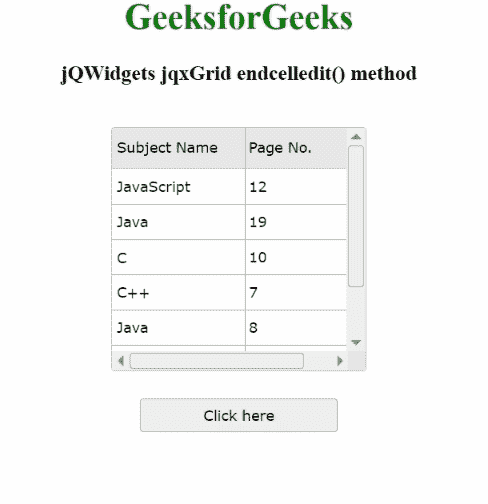 GeeksforGeeks
jQWidgets jqxGrid endcelledit() method
Subject Name Page No.
JavaScript 12
Java 19
C 10
C++ 7
Java 8
Click here